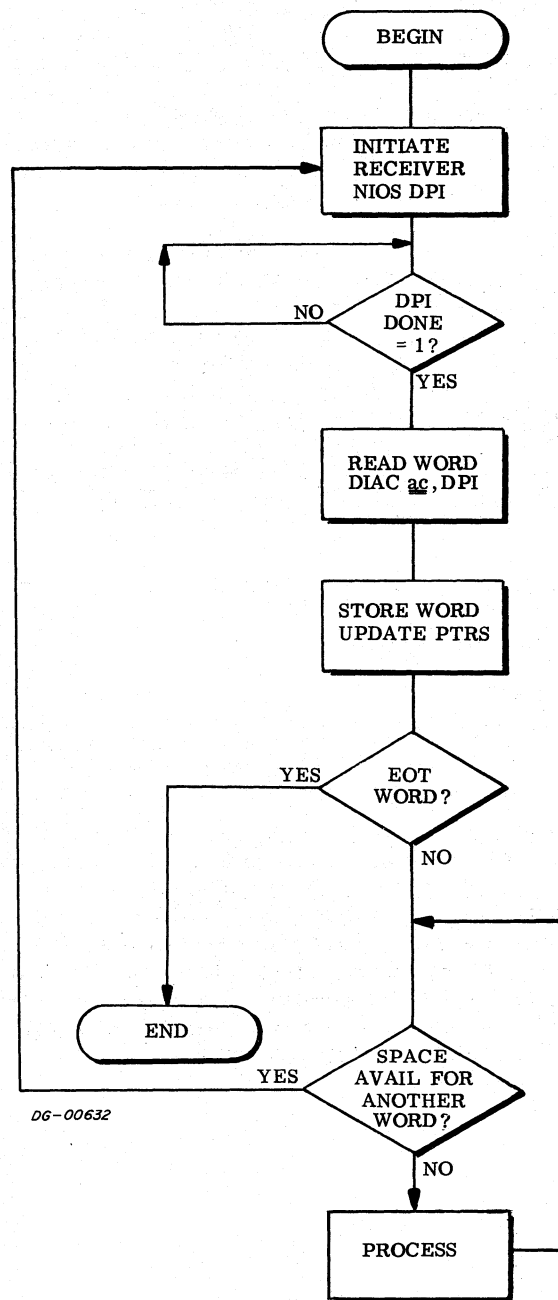 BEGIN
INITIATE
RECEIVER
NIOS DPI
NO
DPI
DONE
= 1?
YES
READ WORD
DIAC ac, DPI
STORE WORD
UPDATE PTRS
YES
EOT
WORD?
NO
END
YES
SPACE
AVAIL FOR
ANOTHER
WORD?
DG-00632
NO
PROCESS